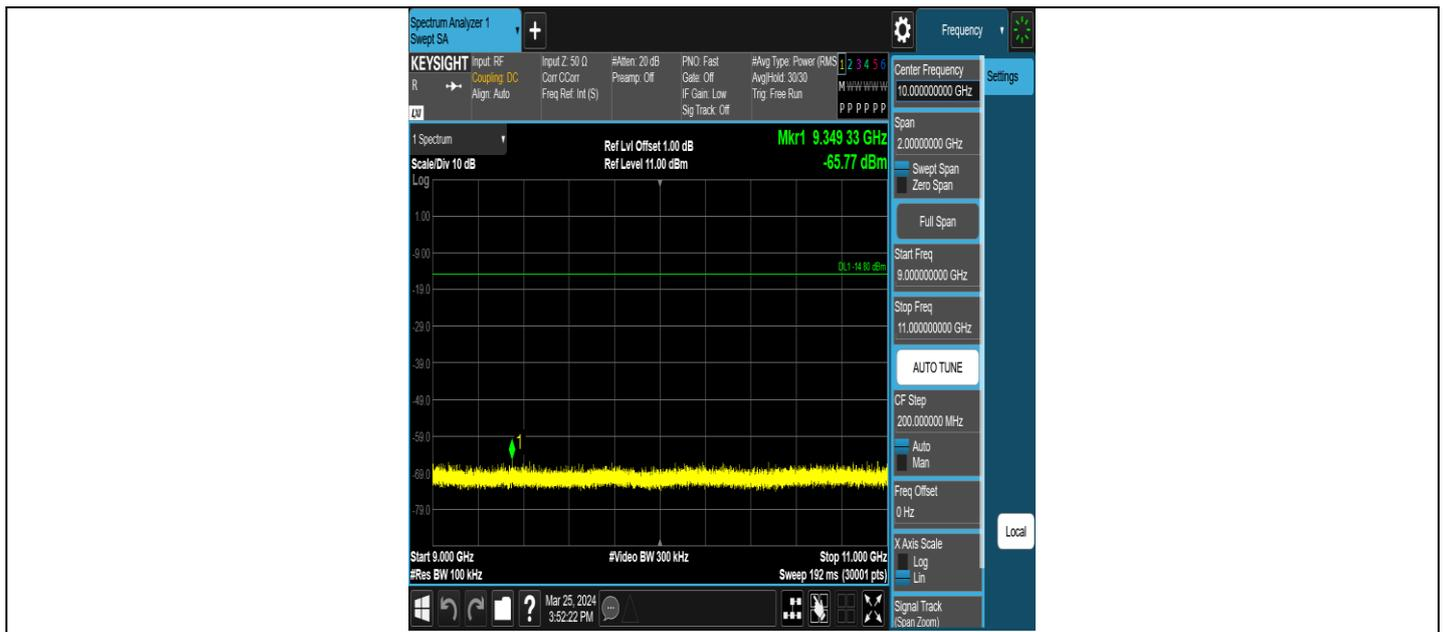 Spectrum Analyzer 1
Swept SA
+
Frequency
KEYSIGHT
R
LXI
Input: RF
Coupling: DC
Align: Auto
Input Z: 50 Ω
Corr CCorr
Freq Ref: Int (S)
#Atten: 20 dB
Preamp: Off
PNO: Fast
Gate: Off
IF Gain: Low
Sig Track: Off
#Avg Type: Power (RMS
Avg|Hold: 30/30
Trig: Free Run
1 2 3 4 5 6
M W W W W W
P P P P P P
1 Spectrum
Scale/Div 10 dB
Ref Lvl Offset 1.00 dB
Ref Level 11.00 dBm
Mkr1 9.349 33 GHz
-65.77 dBm
Log
1.00
-9.00
DL1 -14.80 dBm
-19.0
-29.0
-39.0
-49.0
-59.0
1
-69.0
-79.0
Start 9.000 GHz
#Video BW 300 kHz
Stop 11.000 GHz
#Res BW 100 kHz
Sweep 192 ms (30001 pts)
?
Mar 25, 2024
3:52:22 PM
Center Frequency
10.000000000 GHz
Settings
Span
2.00000000 GHz
Swept Span
Zero Span
Full Span
Start Freq
9.000000000 GHz
Stop Freq
11.000000000 GHz
AUTO TUNE
CF Step
200.000000 MHz
Auto
Man
Freq Offset
0 Hz
Local
X Axis Scale
Log
Lin
Signal Track
(Span Zoom)